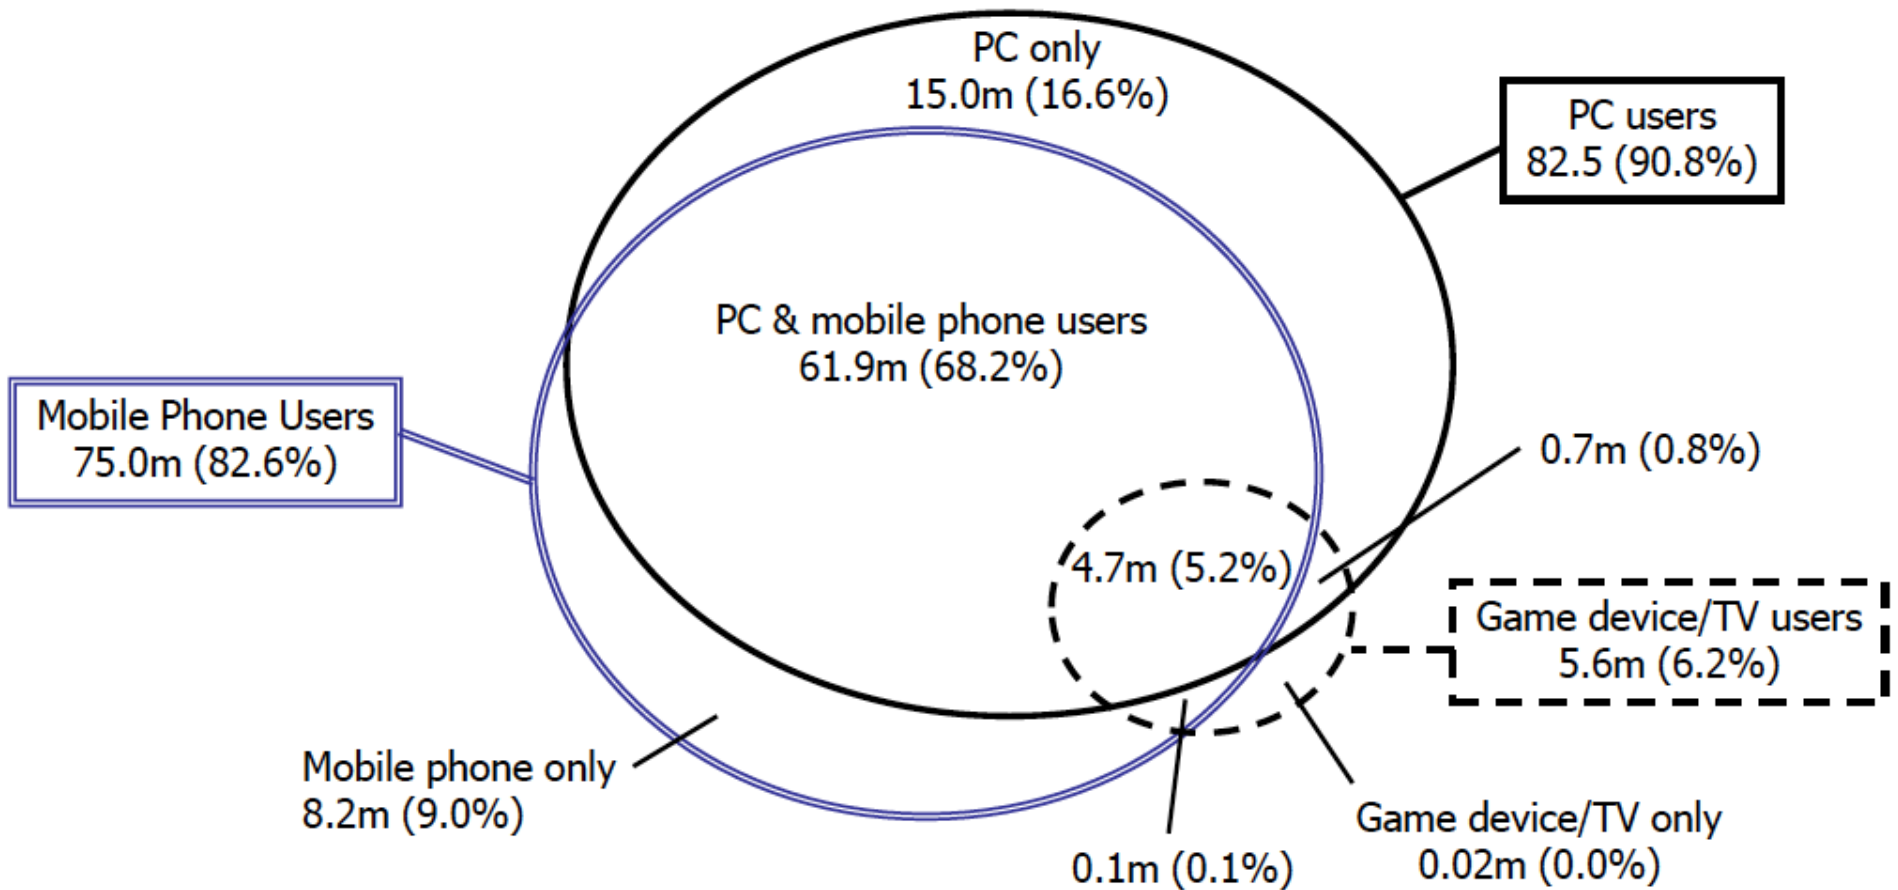 PC only
15.0m (16.6%)
PC users
82.5 (90.8%)
PC & mobile phone users
61.9m (68.2%)
Mobile Phone Users
75.0m (82.6%)
0.7m (0.8%)
4.7m (5.2%)
Game device/TV users
5.6m (6.2%)
Mobile phone only
8.2m (9.0%)
Game device/TV only
0.02m (0.0%)
0.1m (0.1%)